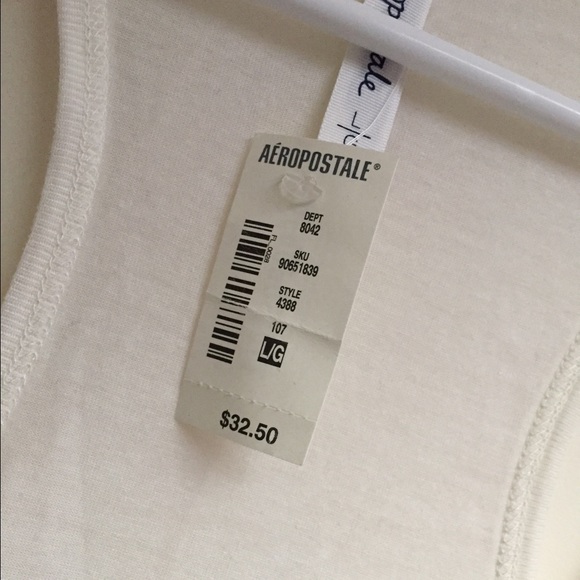 AÉROPOSTALE®
DEPT
8042
SKU
90651839
STYLE
4388
107
L/G
$32.50